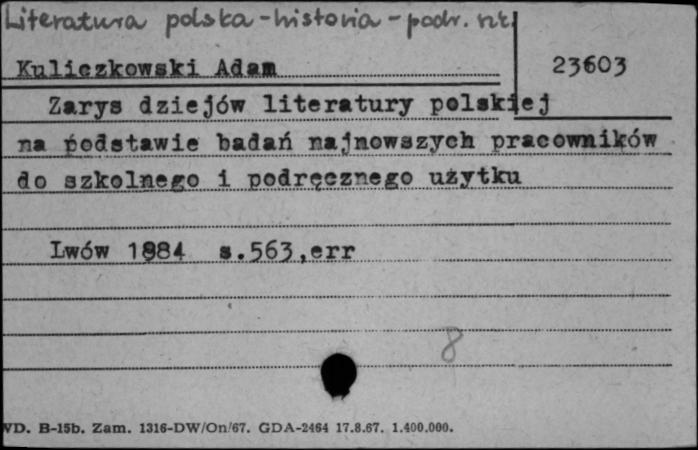 Literatura polska - historia - podr.
Kuliczkowski Adam
23603
Zarys dziejów literatury polskiej
na podstawie badań najnowszych pracowników
do szkolnego i podręcznego użytku
Lwów 1884 s.563,err
8
VD. B-15b. Zam. 1316-DW/On/67. GDA-2464 17.8.67. 1.400.000.